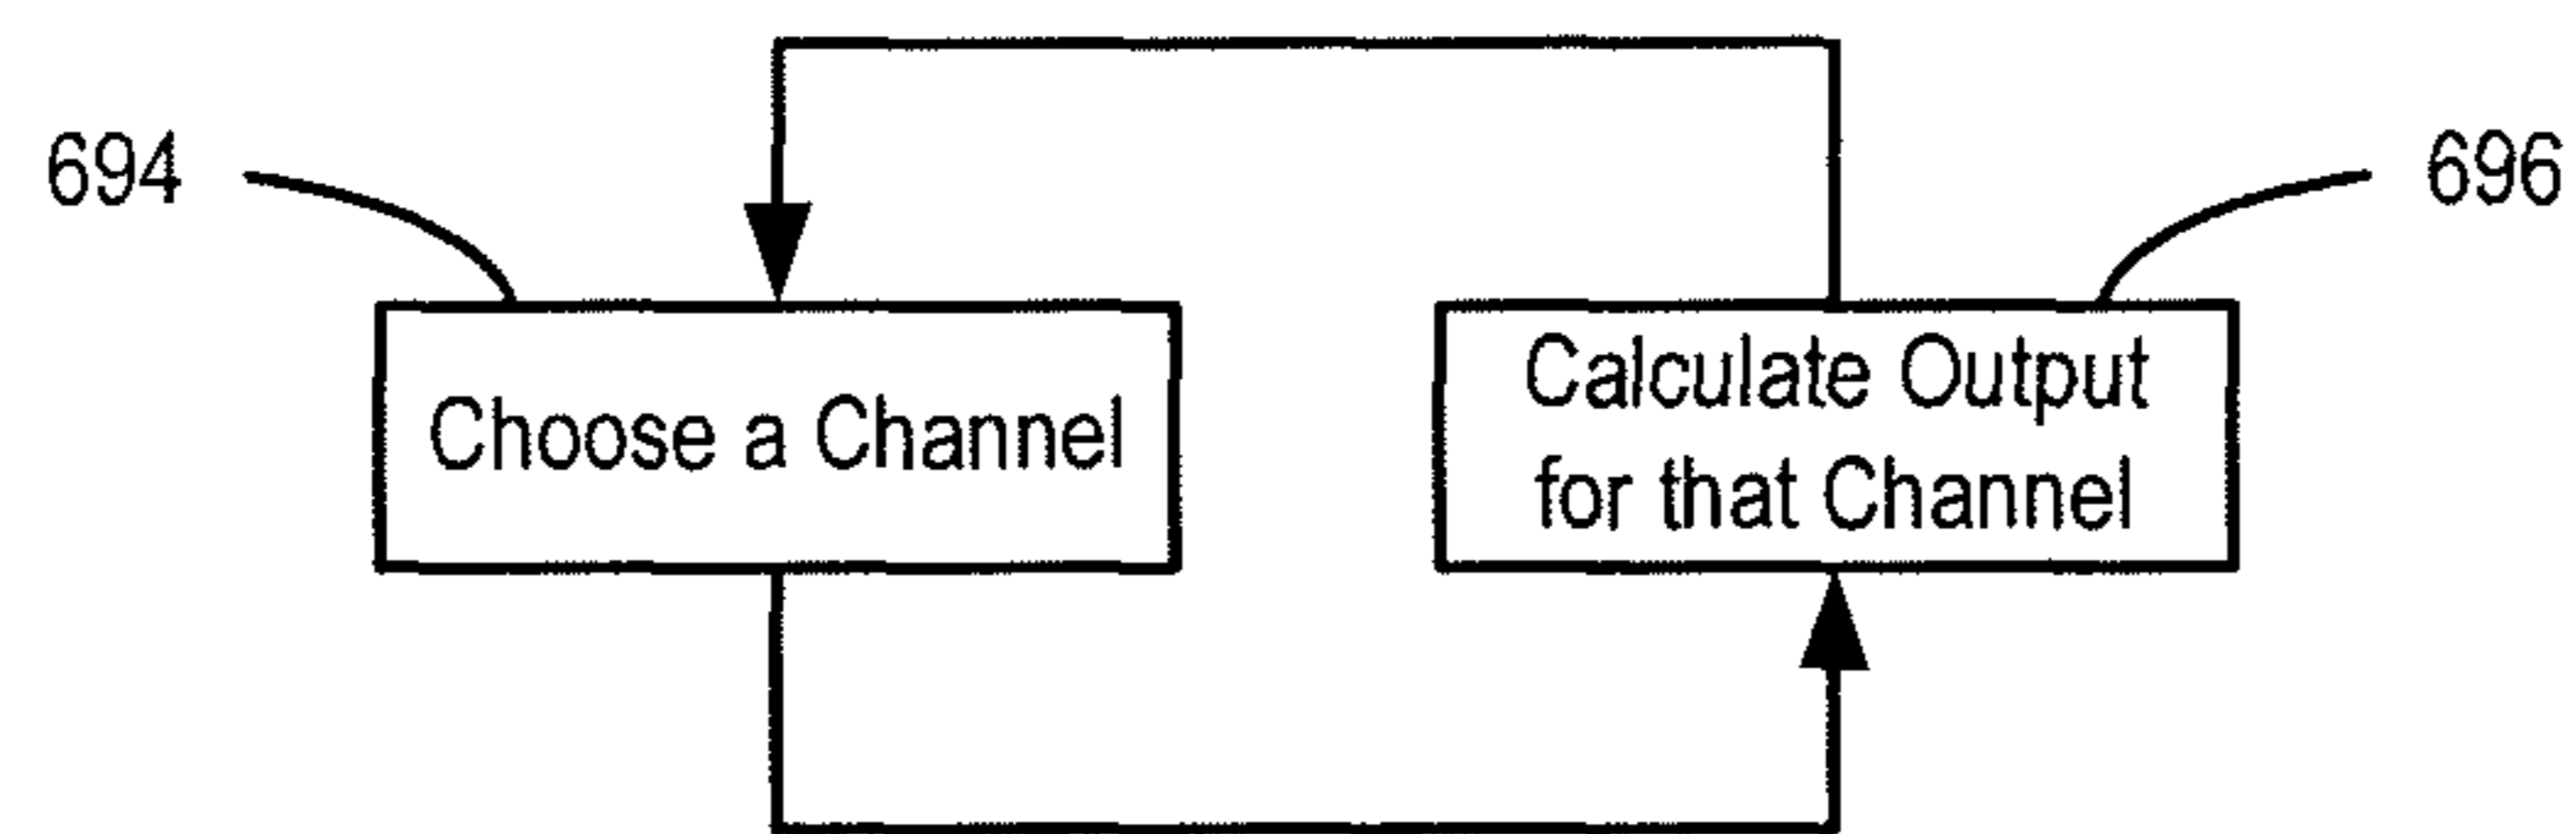 694
696
Choose a Channel
Calculate Output
for that Channel